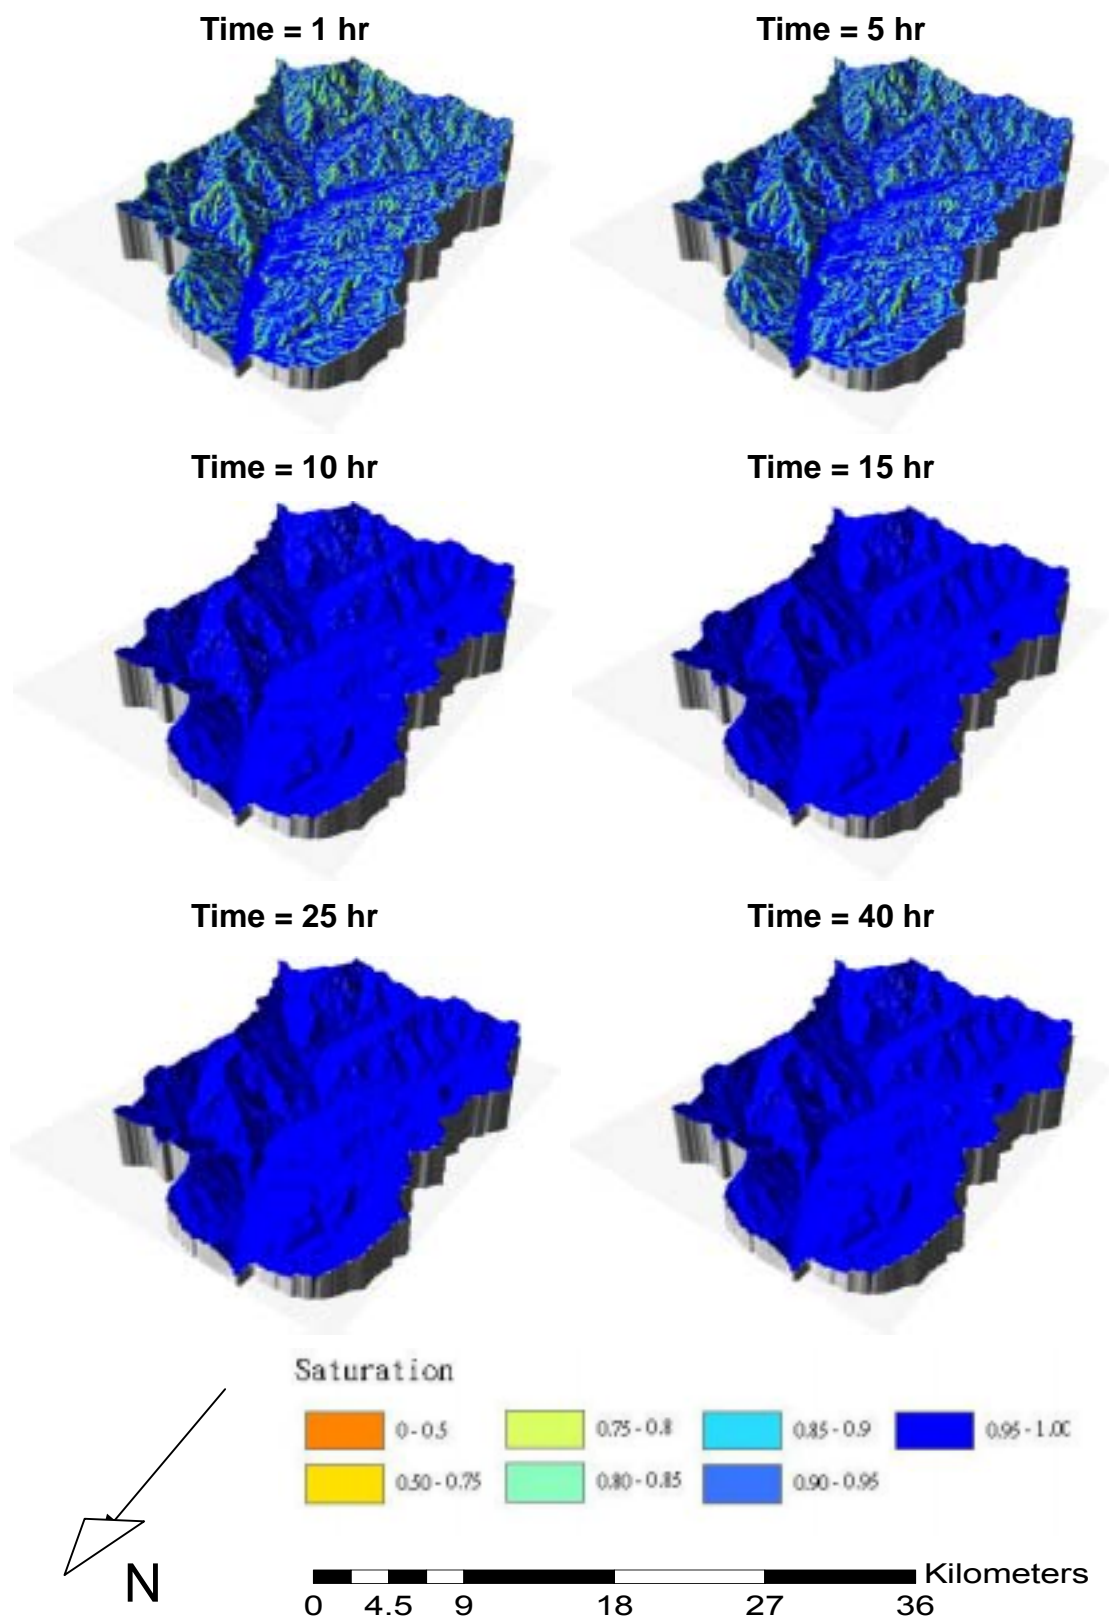 Time = 1 hr
Time = 5 hr
Time = 10 hr
Time = 15 hr
Time = 25 hr
Time = 40 hr
Saturation
0 - 0.5
0.75 - 0.8
0.85 - 0.9
0.95 - 1.00
0.50 - 0.75
0.80 - 0.85
0.90 - 0.95
N
Kilometers
0 4.5 9 18 27 36